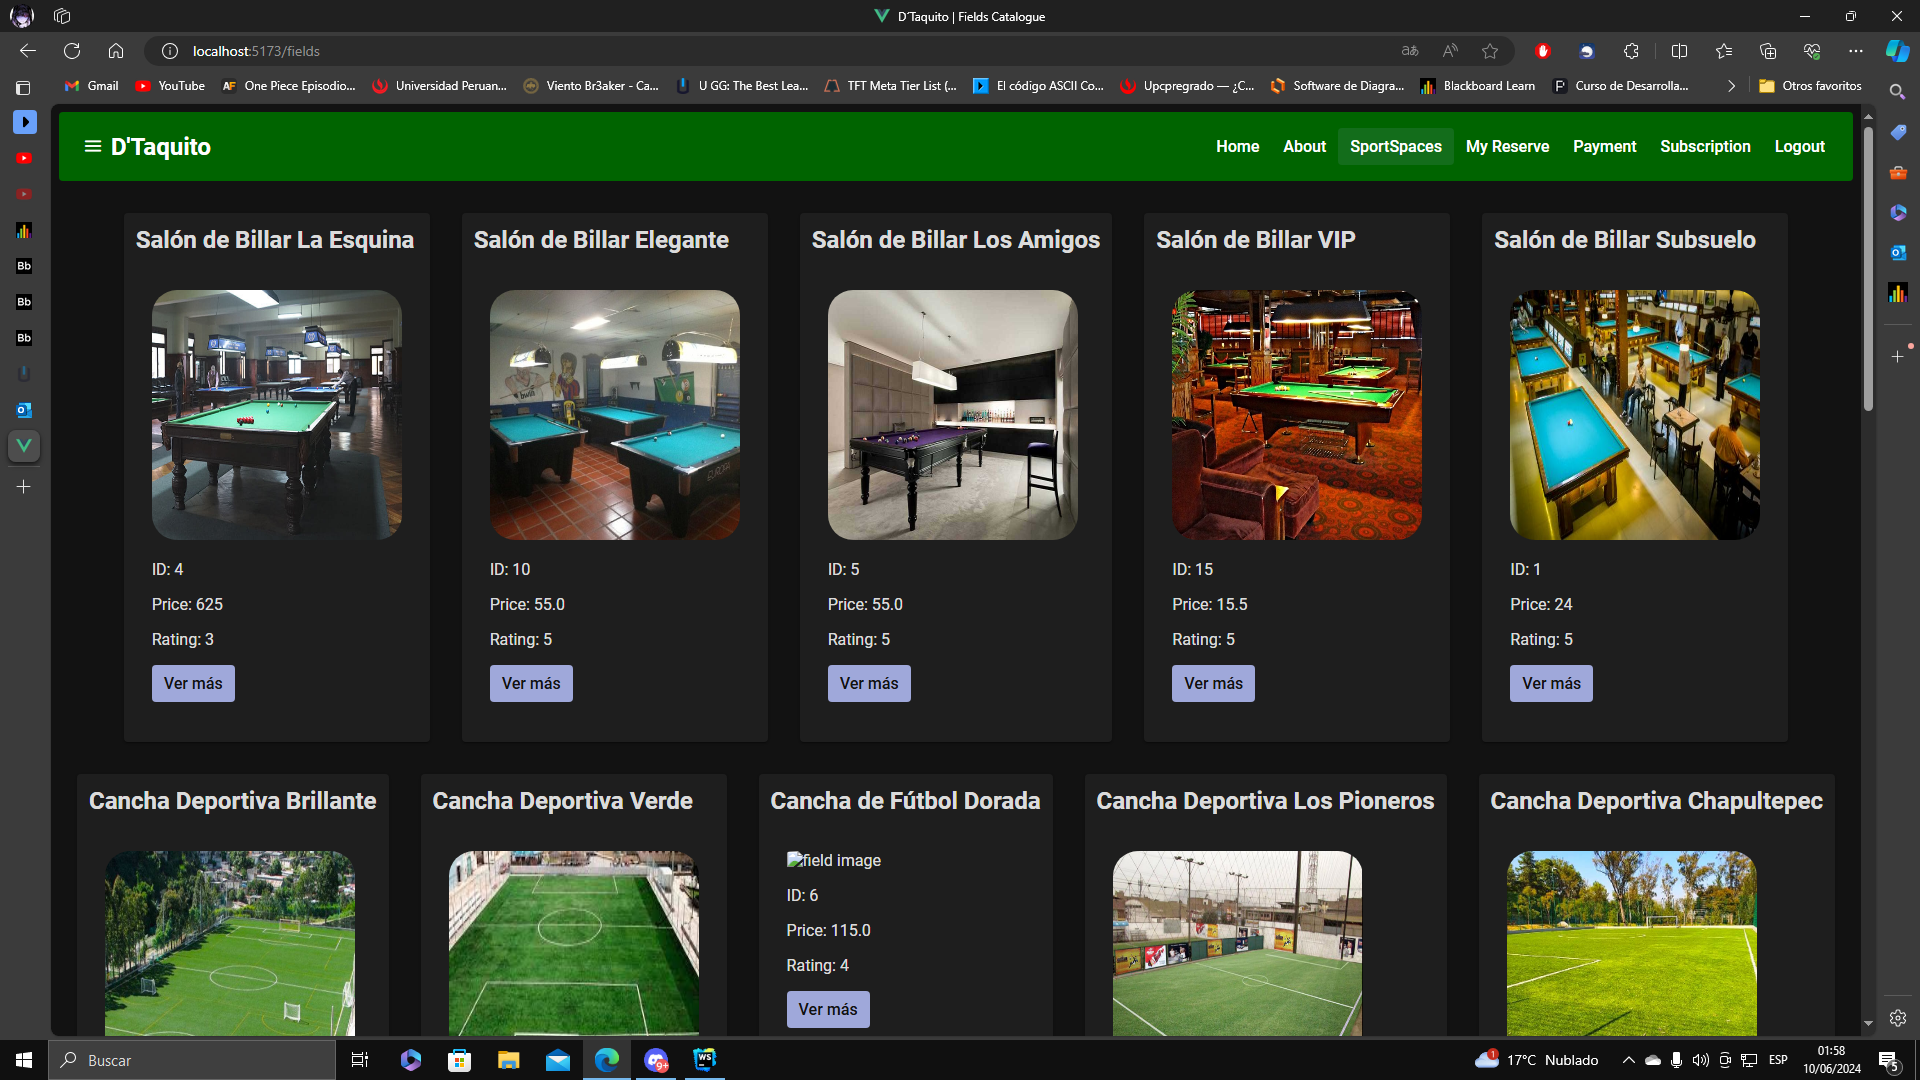 D´Taquito | Fields Catalogue
localhost:5173/fields
Gmail
YouTube
One Piece Episodio...
Universidad Peruan...
Viento Br3aker - Ca...
U GG: The Best Lea...
TFT Meta Tier List (...
El código ASCII Co...
Upcpregrado — ¿C...
Software de Diagra...
Blackboard Learn
Curso de Desarrolla...
Otros favoritos
D'Taquito
Home
About
SportSpaces
My Reserve
Payment
Subscription
Logout
Salón de Billar La Esquina
Salón de Billar Elegante
Salón de Billar Los Amigos
Salón de Billar VIP
Salón de Billar Subsuelo
ID: 4
ID: 10
ID: 5
ID: 15
ID: 1
Price: 625
Price: 55.0
Price: 55.0
Price: 15.5
Price: 24
Rating: 3
Rating: 5
Rating: 5
Rating: 5
Rating: 5
Ver más
Ver más
Ver más
Ver más
Ver más
Cancha Deportiva Brillante
Cancha Deportiva Verde
Cancha de Fútbol Dorada
Cancha Deportiva Los Pioneros
Cancha Deportiva Chapultepec
field image
ID: 6
Price: 115.0
Rating: 4
Ver más
Bb
Bb
Bb
Buscar
17°C Nublado
ESP
01:58
10/06/2024
5